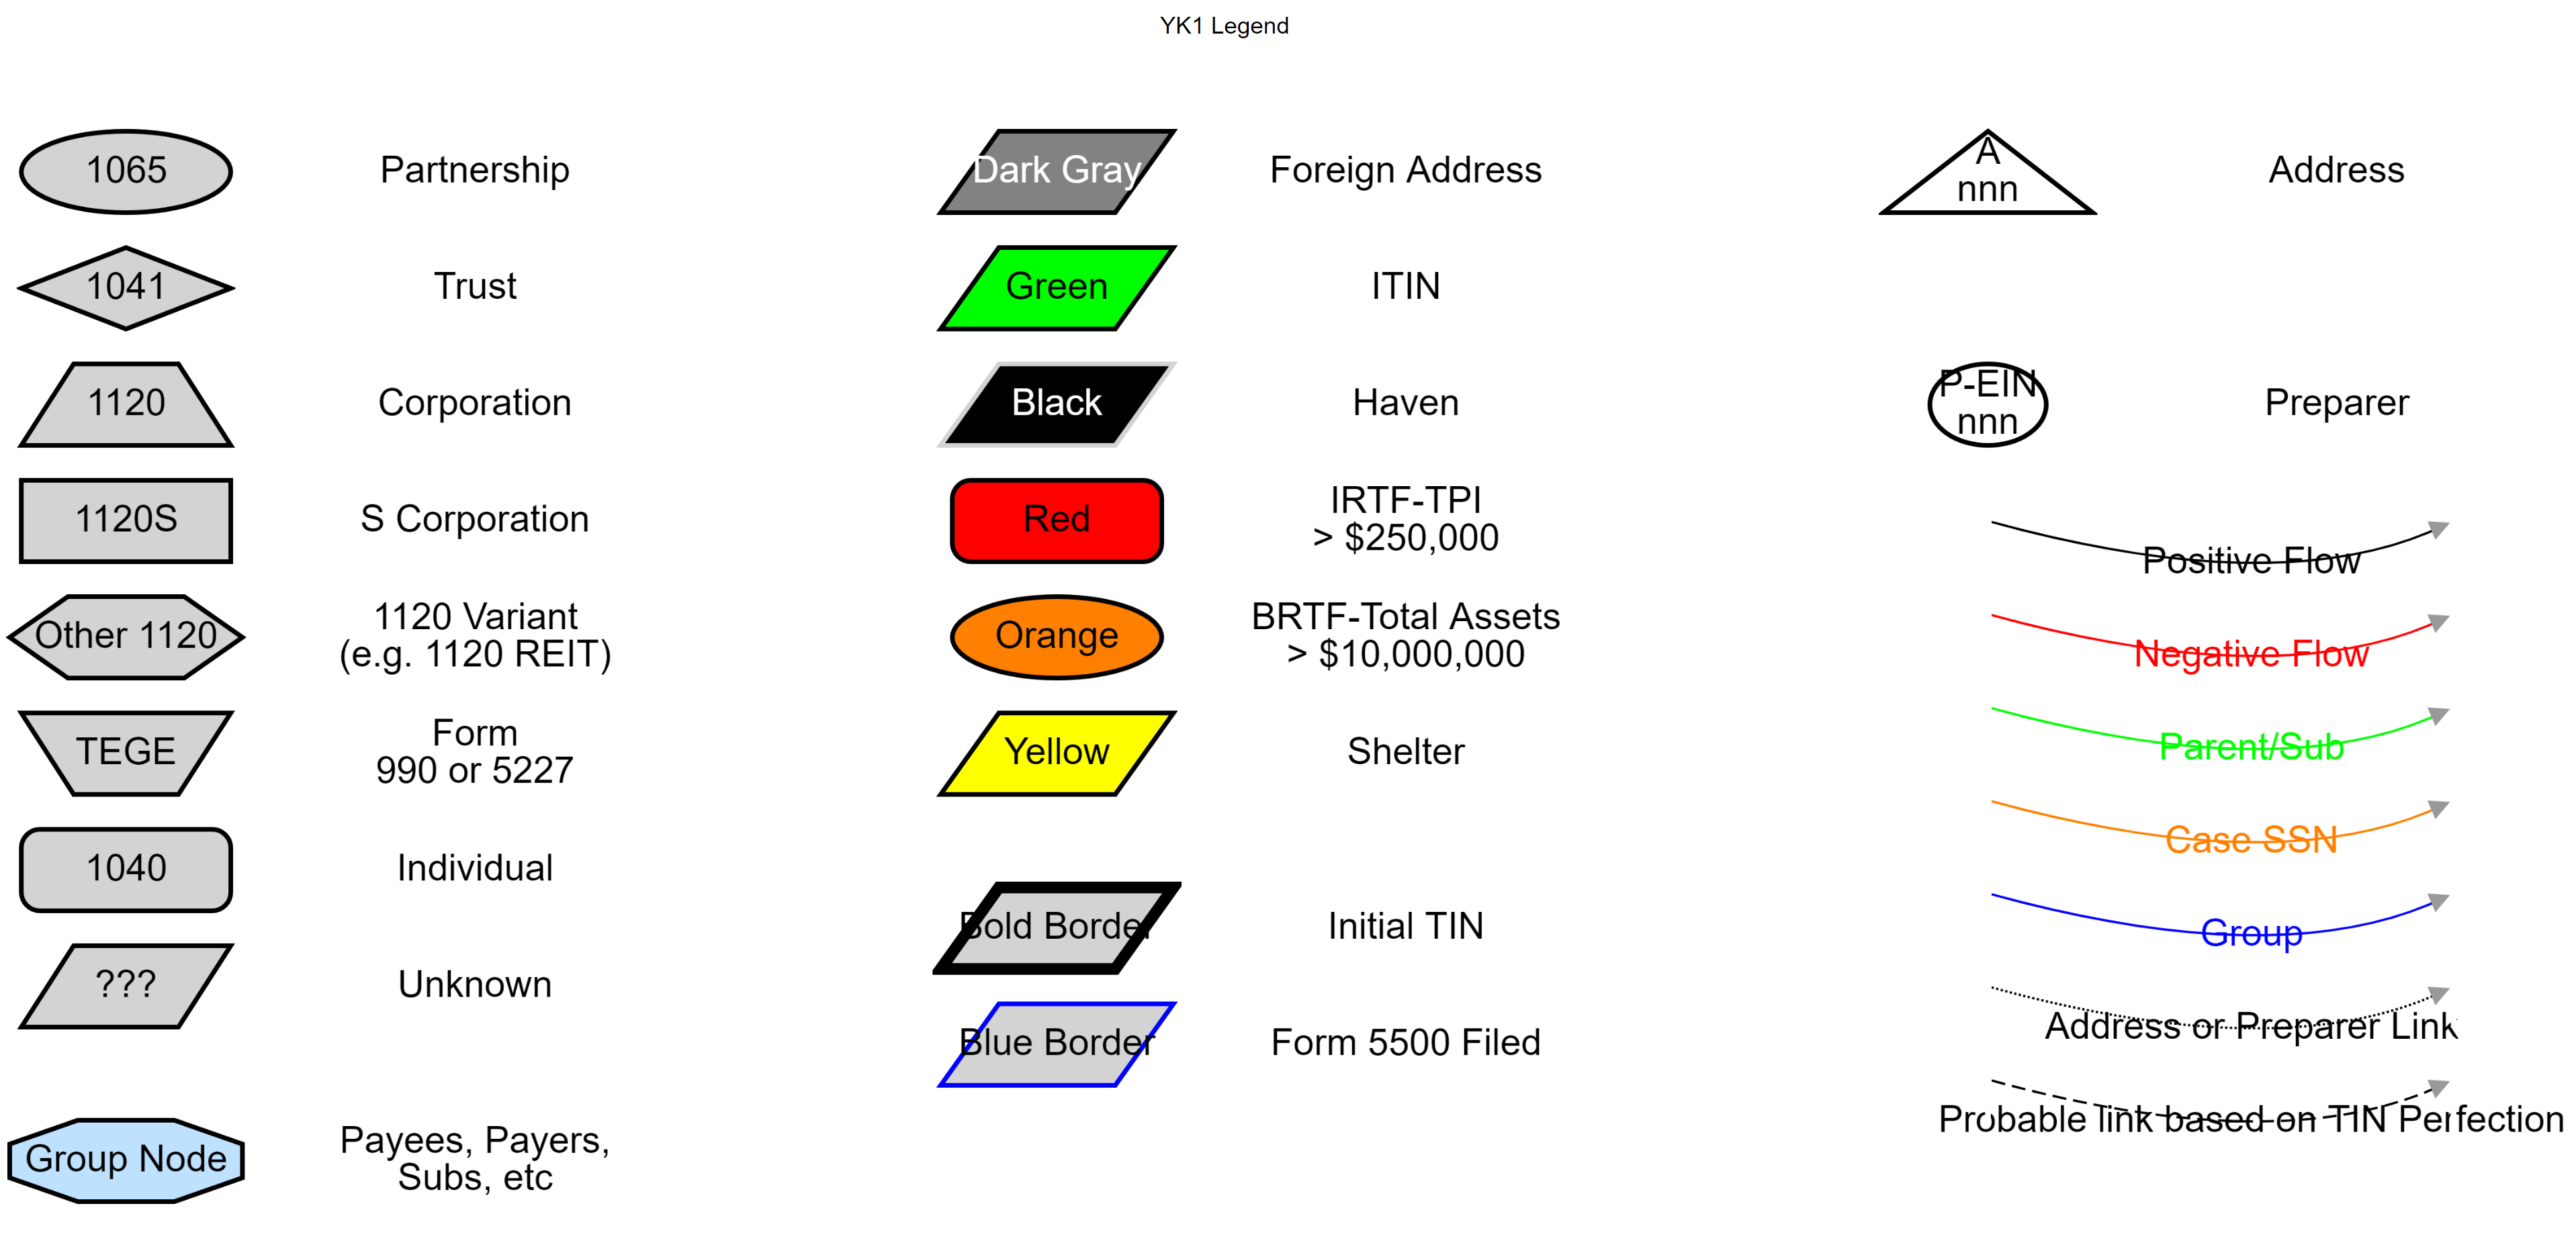 YK1 Legend
1065
Partnership
Dark Gray
Foreign Address
A
nnn
Address
1041
Trust
Green
ITIN
1120
Corporation
Black
Haven
P-EIN
nnn
Preparer
1120S
S Corporation
Red
IRTF-TPI
> $250,000
Positive Flow
Other 1120
1120 Variant
(e.g. 1120 REIT)
Orange
BRTF-Total Assets
> $10,000,000
Negative Flow
TEGE
Form
990 or 5227
Yellow
Shelter
Parent/Sub
1040
Individual
Case SSN
Bold Border
Initial TIN
Group
???
Unknown
Blue Border
Form 5500 Filed
Address or Preparer Link
Probable link based on TIN Perfection
Group Node
Payees, Payers,
Subs, etc